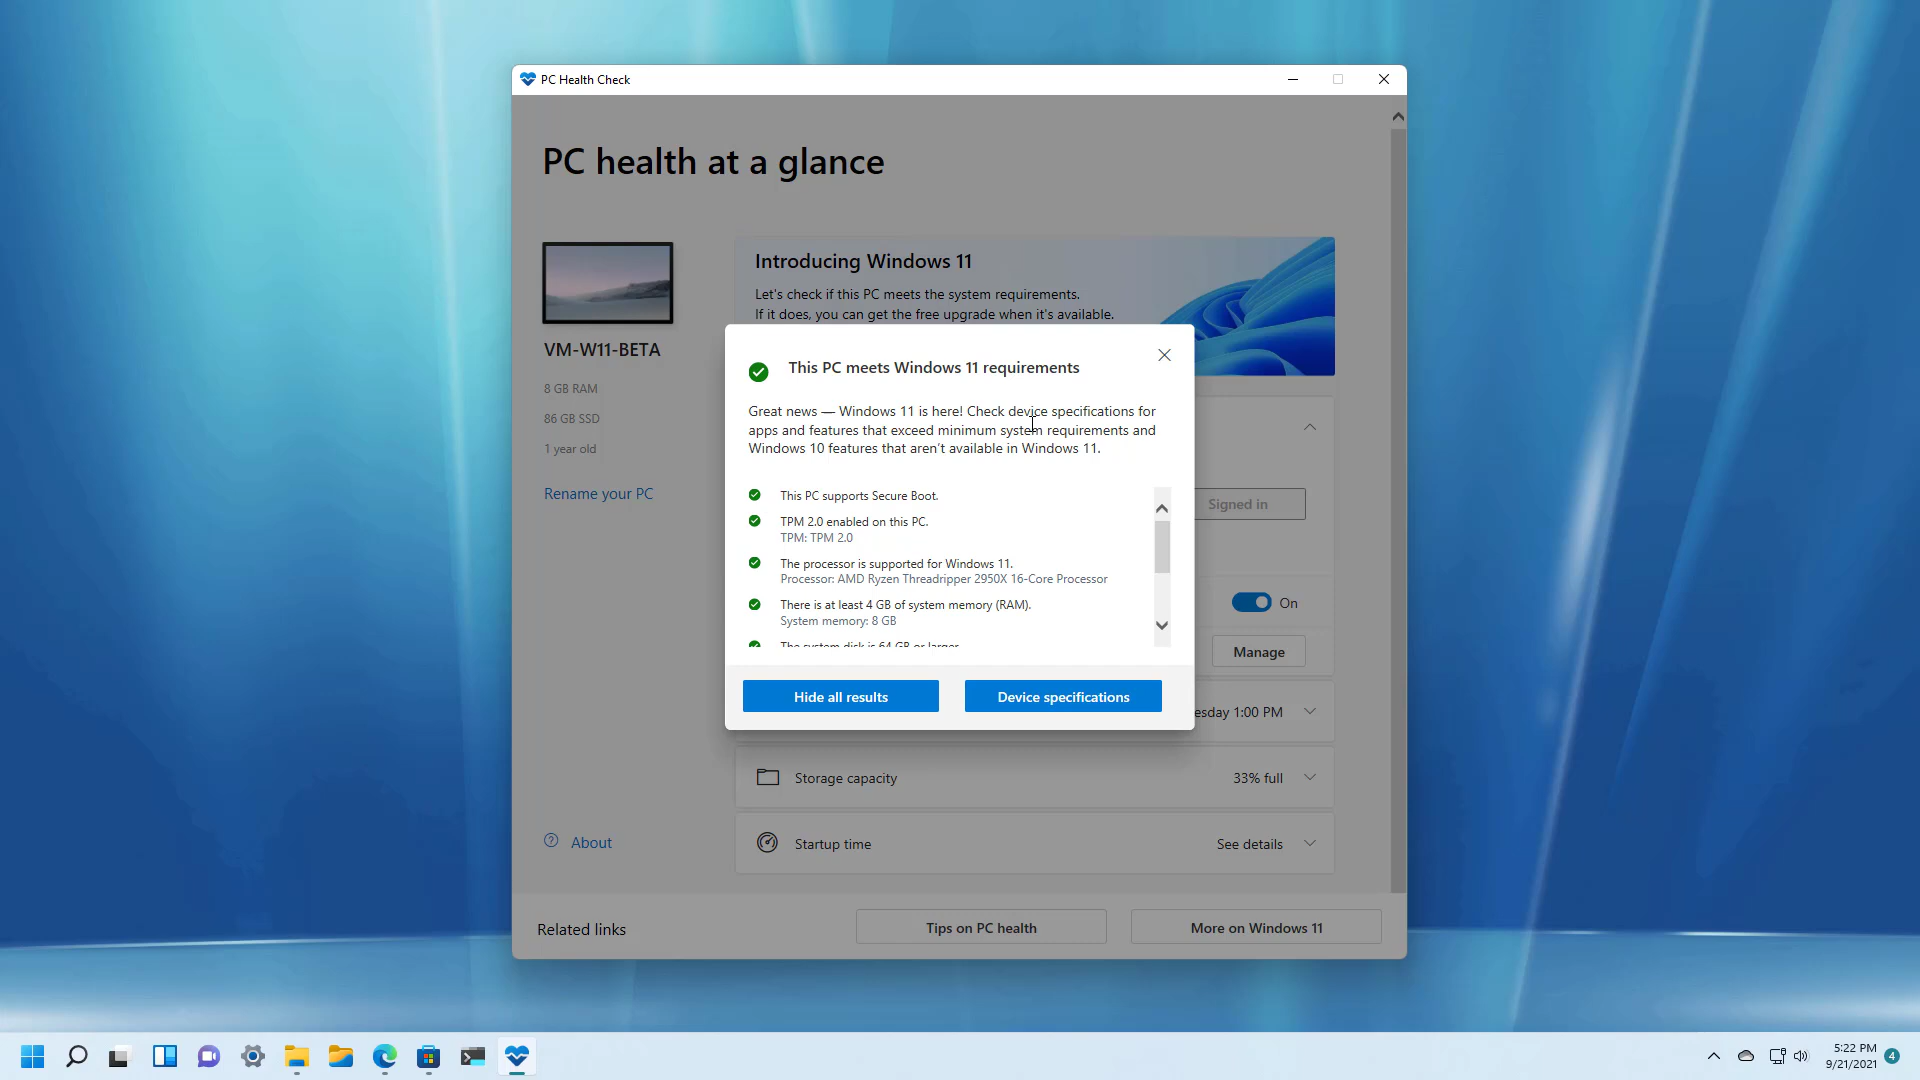 PC Health Check
PC health at a glance
VM-W11-BETA
8 GB RAM
86 GB SSD
1 year old
Rename your PC
About
Introducing Windows 11
Let's check if this PC meets the system requirements.
If it does, you can get the free upgrade when it's available.
This PC meets Windows 11 requirements
Great news — Windows 11 is here! Check device specifications for
apps and features that exceed minimum system requirements and
Windows 10 features that aren't available in Windows 11.
This PC supports Secure Boot.
TPM 2.0 enabled on this PC.
TPM: TPM 2.0
The processor is supported for Windows 11.
Processor: AMD Ryzen Threadripper 2950X 16-Core Processor
There is at least 4 GB of system memory (RAM).
System memory: 8 GB
The system disk is 64 GB or larger.
Hide all results
Device specifications
Signed in
On
Manage
esday 1:00 PM
Storage capacity
33% full
Startup time
See details
Related links
Tips on PC health
More on Windows 11
5:22 PM
9/21/2021
4